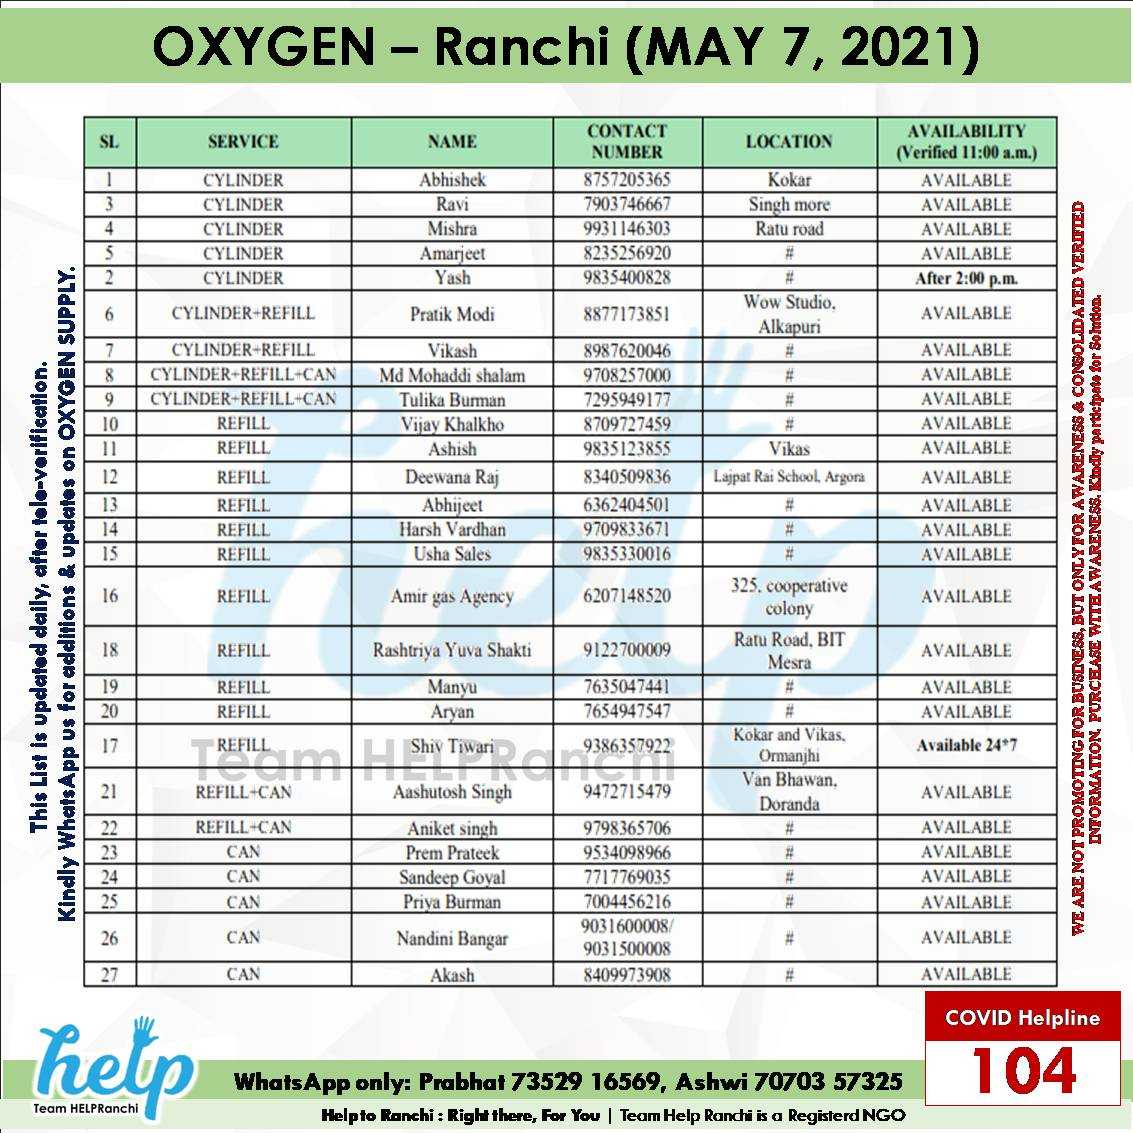 OXYGEN – Ranchi (MAY 7, 2021)
SL SERVICE NAME CONTACT NUMBER LOCATION AVAILABILITY (Verified 11:00 a.m.)
1 CYLINDER Abhishek 8757205365 Kokar AVAILABLE
3 CYLINDER Ravi 7903746667 Singh more AVAILABLE
4 CYLINDER Mishra 9931146303 Ratu road AVAILABLE
5 CYLINDER Amarjeet 8235256920 # AVAILABLE
2 CYLINDER Yash 9835400828 # After 2:00 p.m.
6 CYLINDER+REFILL Pratik Modi 8877173851 Wow Studio, Alkapuri AVAILABLE
7 CYLINDER+REFILL Vikash 8987620046 # AVAILABLE
8 CYLINDER+REFILL+CAN Md Mohaddi shalam 9708257000 # AVAILABLE
9 CYLINDER+REFILL+CAN Tulika Burman 7295949177 # AVAILABLE
10 REFILL Vijay Khalkho 8709727459 # AVAILABLE
11 REFILL Ashish 9835123855 Vikas AVAILABLE
12 REFILL Deewana Raj 8340509836 Lajpat Rai School, Argora AVAILABLE
13 REFILL Abhijeet 6362404501 # AVAILABLE
14 REFILL Harsh Vardhan 9709833671 # AVAILABLE
15 REFILL Usha Sales 9835330016 # AVAILABLE
16 REFILL Amir gas Agency 6207148520 325, cooperative colony AVAILABLE
18 REFILL Rashtriya Yuva Shakti 9122700009 Ratu Road, BIT Mesra AVAILABLE
19 REFILL Manyu 7635047441 # AVAILABLE
20 REFILL Aryan 7654947547 # AVAILABLE
17 REFILL Shiv Tiwari 9386357922 Kokar and Vikas, Ormanjhi Available 24*7
21 REFILL+CAN Aashutosh Singh 9472715479 Van Bhawan, Doranda AVAILABLE
22 REFILL+CAN Aniket singh 9798365706 # AVAILABLE
23 CAN Prem Prateek 9534098966 # AVAILABLE
24 CAN Sandeep Goyal 7717769035 # AVAILABLE
25 CAN Priya Burman 7004456216 # AVAILABLE
26 CAN Nandini Bangar 9031600008/ 9031500008 # AVAILABLE
27 CAN Akash 8409973908 # AVAILABLE
help
Team HELPRanchi
This List is updated daily, after tele-verification.
Kindly WhatsApp us for additions & updates on OXYGEN SUPPLY.
WE ARE NOT PROMOTING FOR BUSINESS, BUT ONLY FOR AWARENESS & CONSOLIDATED VERIFIED
INFORMATION. PURCHASE WITH AWARENESS. Kindly participate for Solution.
COVID Helpline
104
help
Team HELPRanchi
WhatsApp only: Prabhat 73529 16569, Ashwi 70703 57325
Help to Ranchi : Right there, For You | Team Help Ranchi is a Registerd NGO